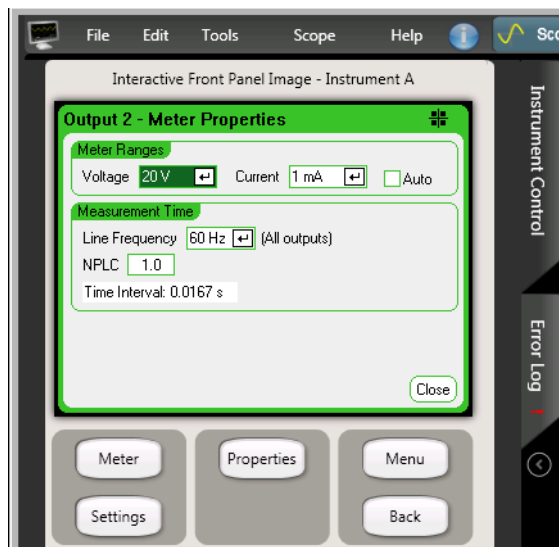 File Edit Tools Scope Help
Interactive Front Panel Image - Instrument A
Output 2 - Meter Properties
Meter Ranges
Voltage 20 V Current 1 mA Auto
Measurement Time
Line Frequency 60 Hz (All outputs)
NPLC 1.0
Time Interval: 0.0167 s
Close
Meter Properties Menu
Settings Back
Instrument Control
Error Log !